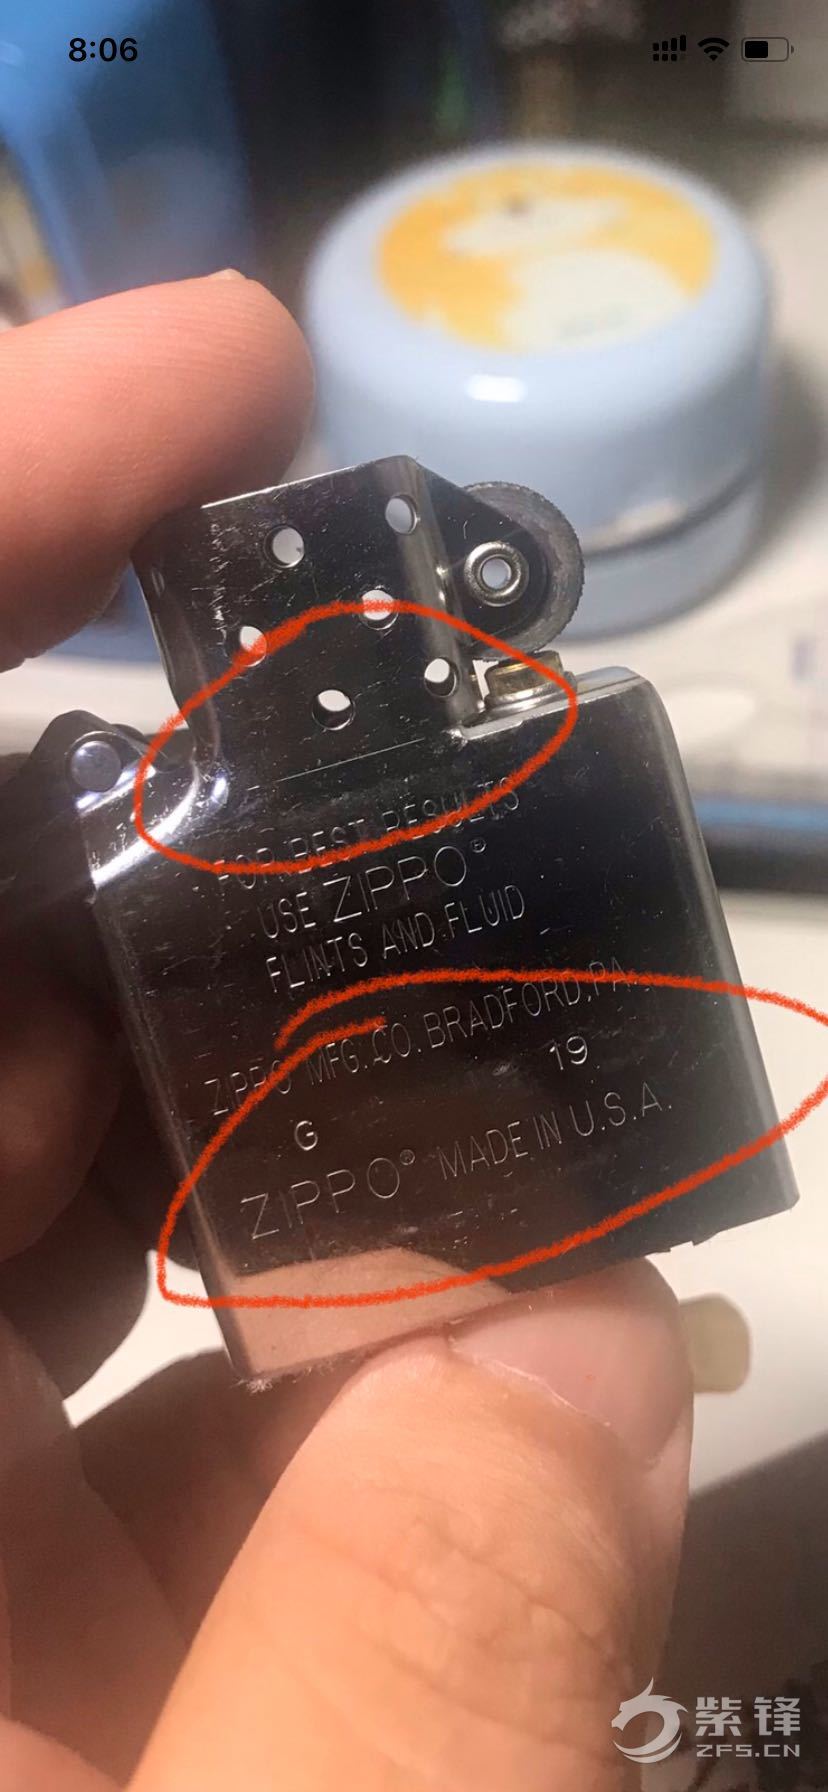 8:06
FOR BEST RESULTS
USE ZIPPO®
FLINTS AND FLUID
ZIPPO MFG. CO. BRADFORD, PA.
G 19
ZIPPO® MADE IN U.S.A.
紫锋
ZFS.CN